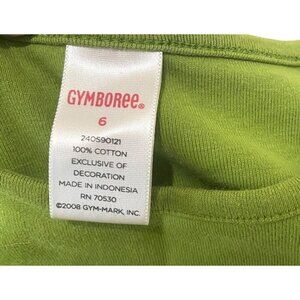 GYMBOREE®
6
240590121
100% COTTON
EXCLUSIVE OF
DECORATION
MADE IN INDONESIA
RN 70530
©2008 GYM-MARK, INC.